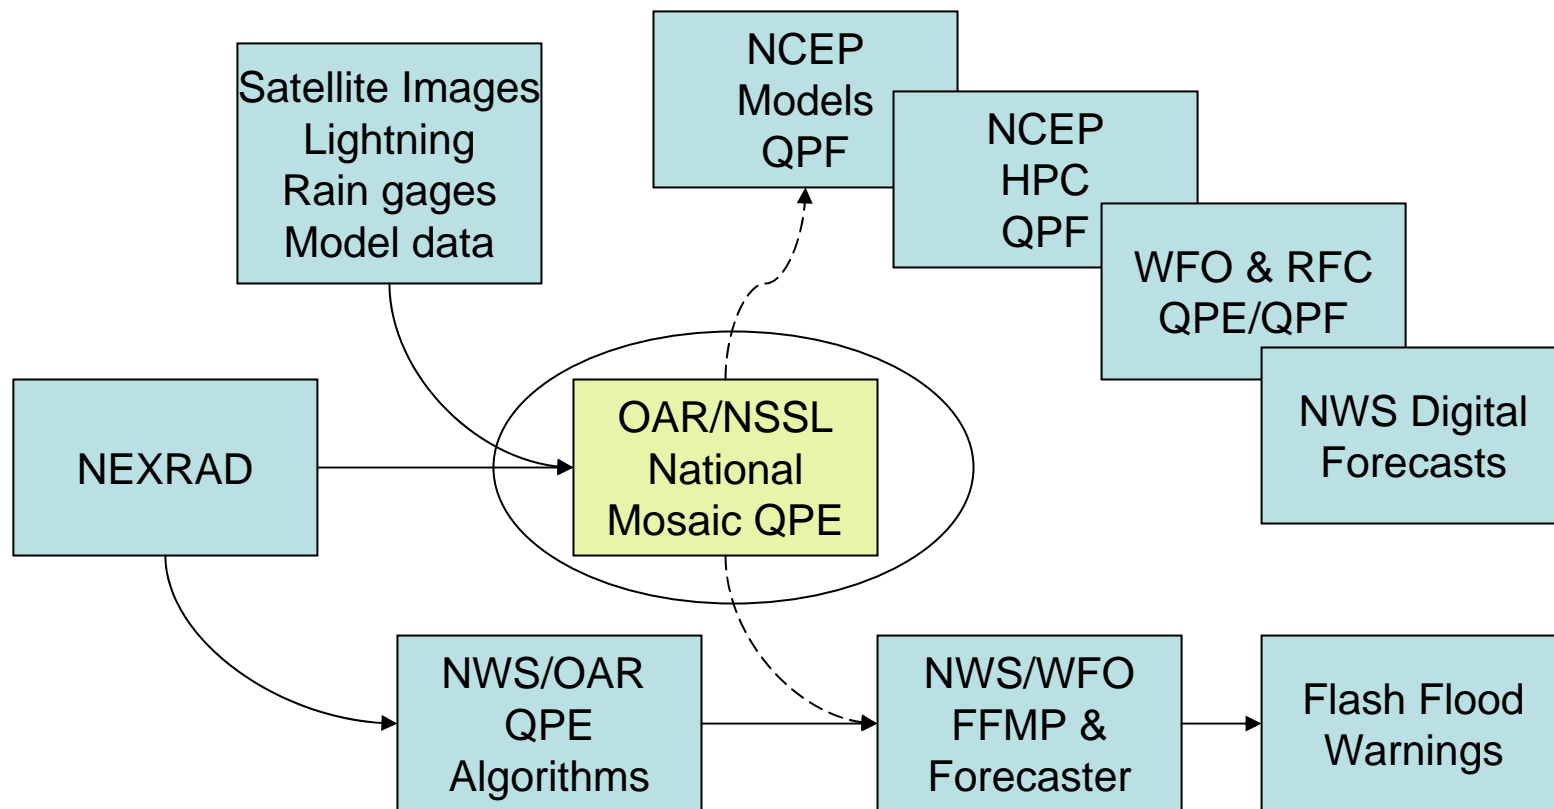 Satellite Images
Lightning
Rain gages
Model data
NCEP
Models
QPF
NCEP
HPC
QPF
WFO & RFC
QPE/QPF
NWS Digital
Forecasts
NEXRAD
OAR/NSSL
National
Mosaic QPE
NWS/OAR
QPE
Algorithms
NWS/WFO
FFMP &
Forecaster
Flash Flood
Warnings